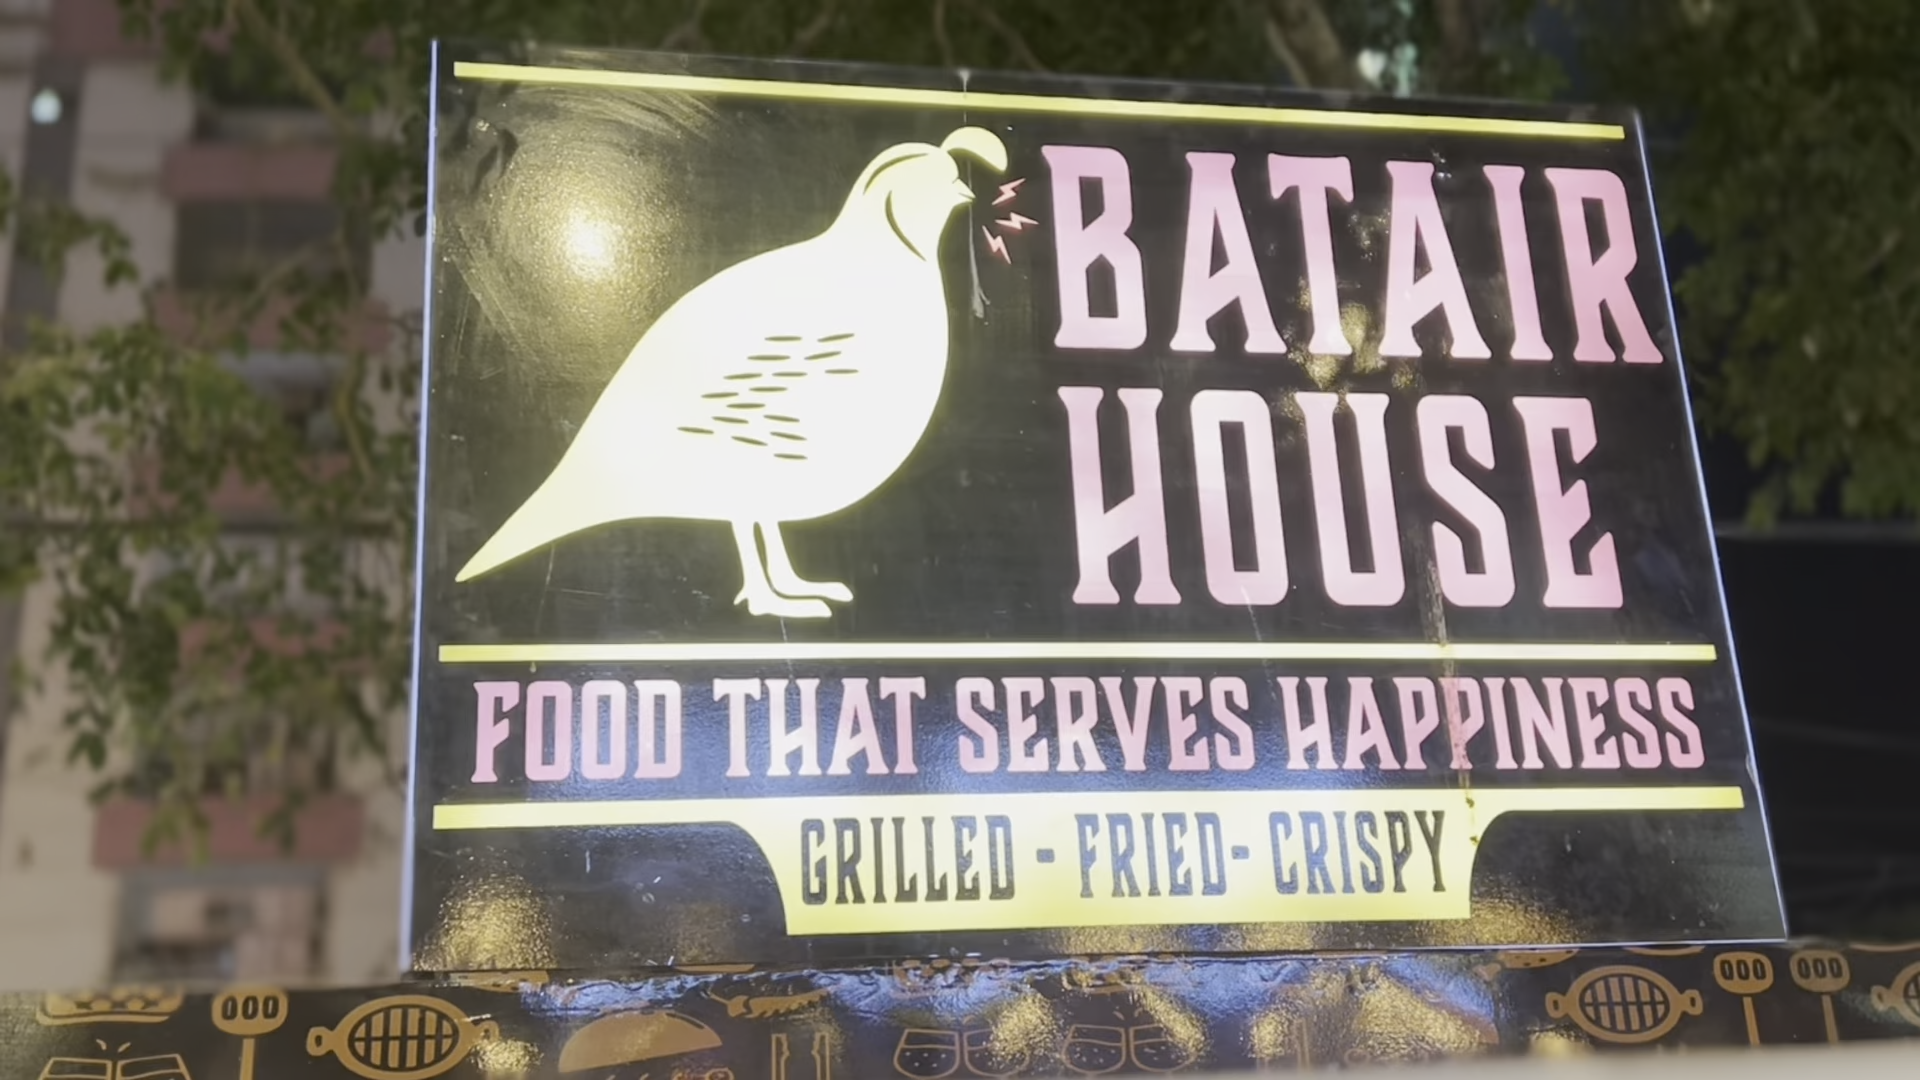 BATAIR
HOUSE
FOOD THAT SERVES HAPPINESS
GRILLED - FRIED- CRISPY